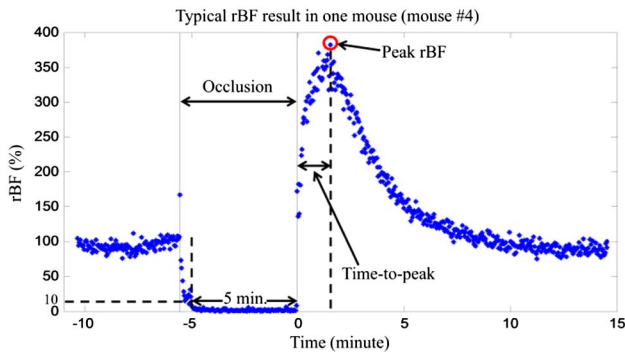 Typical rBF result in one mouse (mouse #4)
400
350
300
250
200
150
100
50
10
0
rBF (%)
Peak rBF
Occlusion
Time-to-peak
5 min.
-10
-5
0
5
10
15
Time (minute)